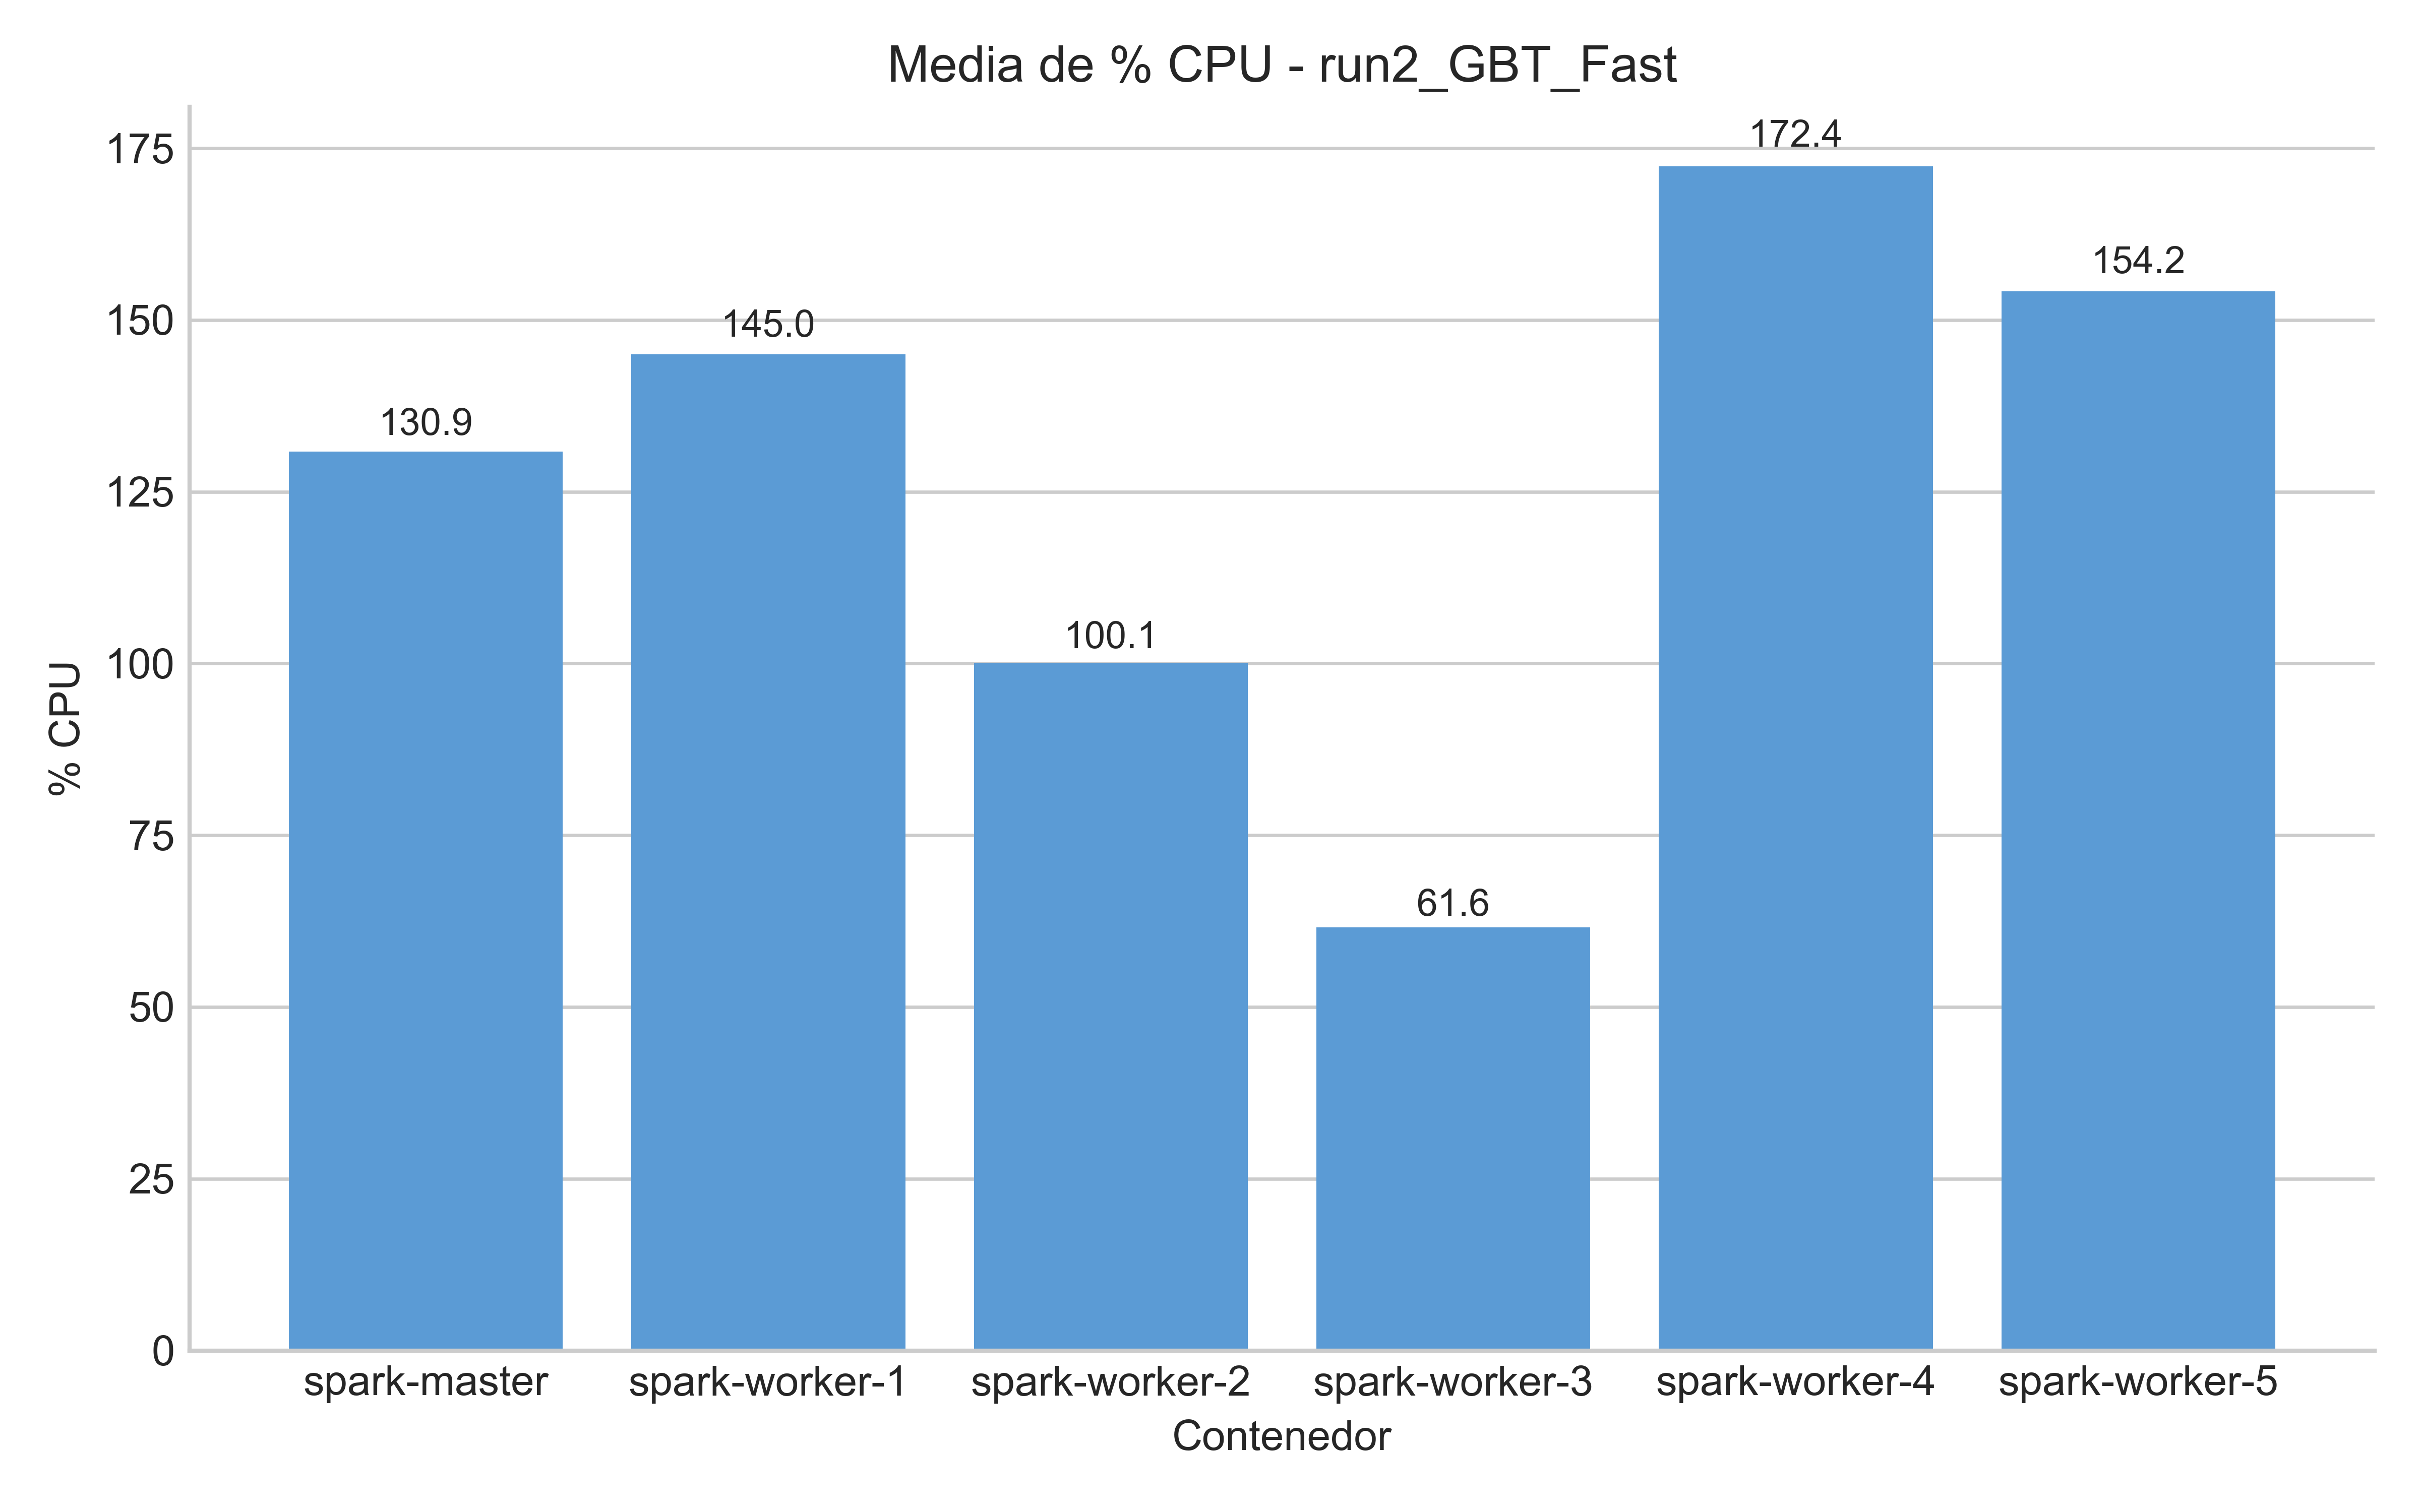 Media de % CPU - run2_GBT_Fast
175
150
125
100
75
50
25
0
% CPU
130.9
145.0
100.1
61.6
172.4
154.2
spark-master
spark-worker-1
spark-worker-2
spark-worker-3
spark-worker-4
spark-worker-5
Contenedor